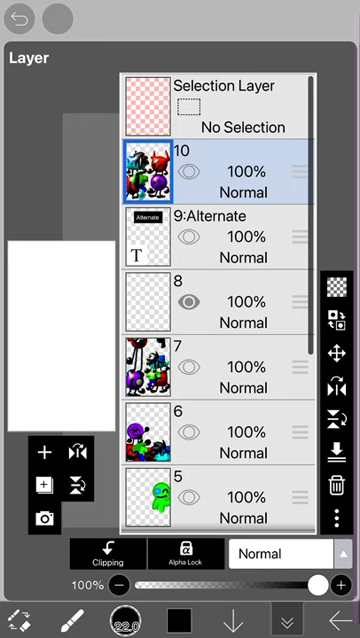 Layer
Selection Layer
No Selection
10
100%
Normal
9:Alternate
Alternate
T
100%
Normal
8
100%
Normal
7
100%
Normal
6
100%
Normal
5
100%
Normal
Clipping
α
Alpha Lock
Normal
100%
22.0